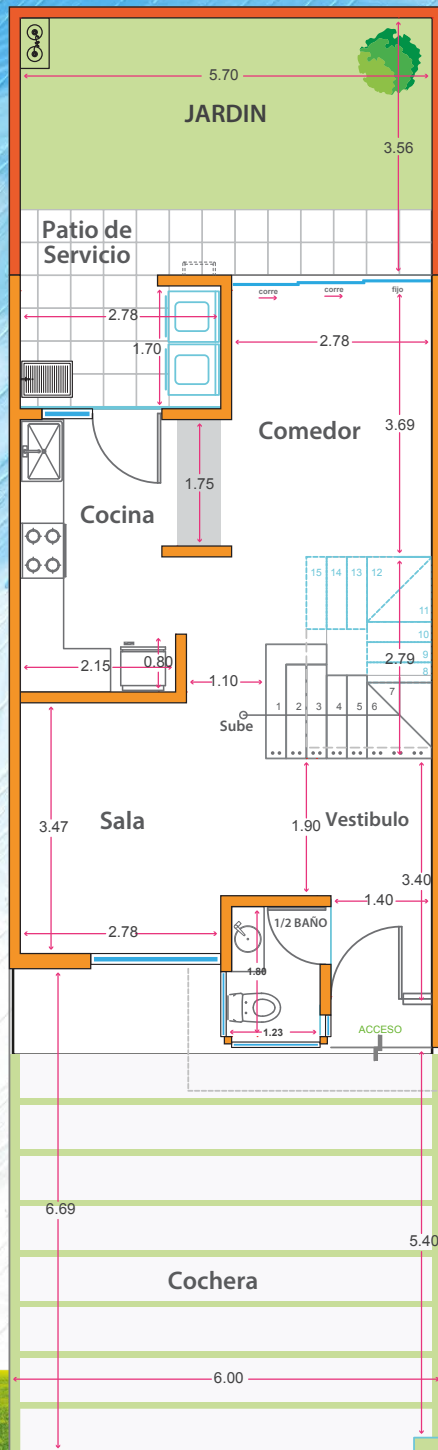 5.70
JARDIN
3.56
Patio de
Servicio
corre
corre
fijo
2.78
2.78
1.70
Comedor
3.69
1.75
Cocina
15
14
13
12
11
10
9
8
2.79
2.15
0.80
1.10
7
1
2
3
4
5
6
Sube
3.47
Sala
1.90
Vestibulo
3.40
1.40
1/2 BAÑO
2.78
1.80
1.23
ACCESO
6.69
5.40
Cochera
6.00